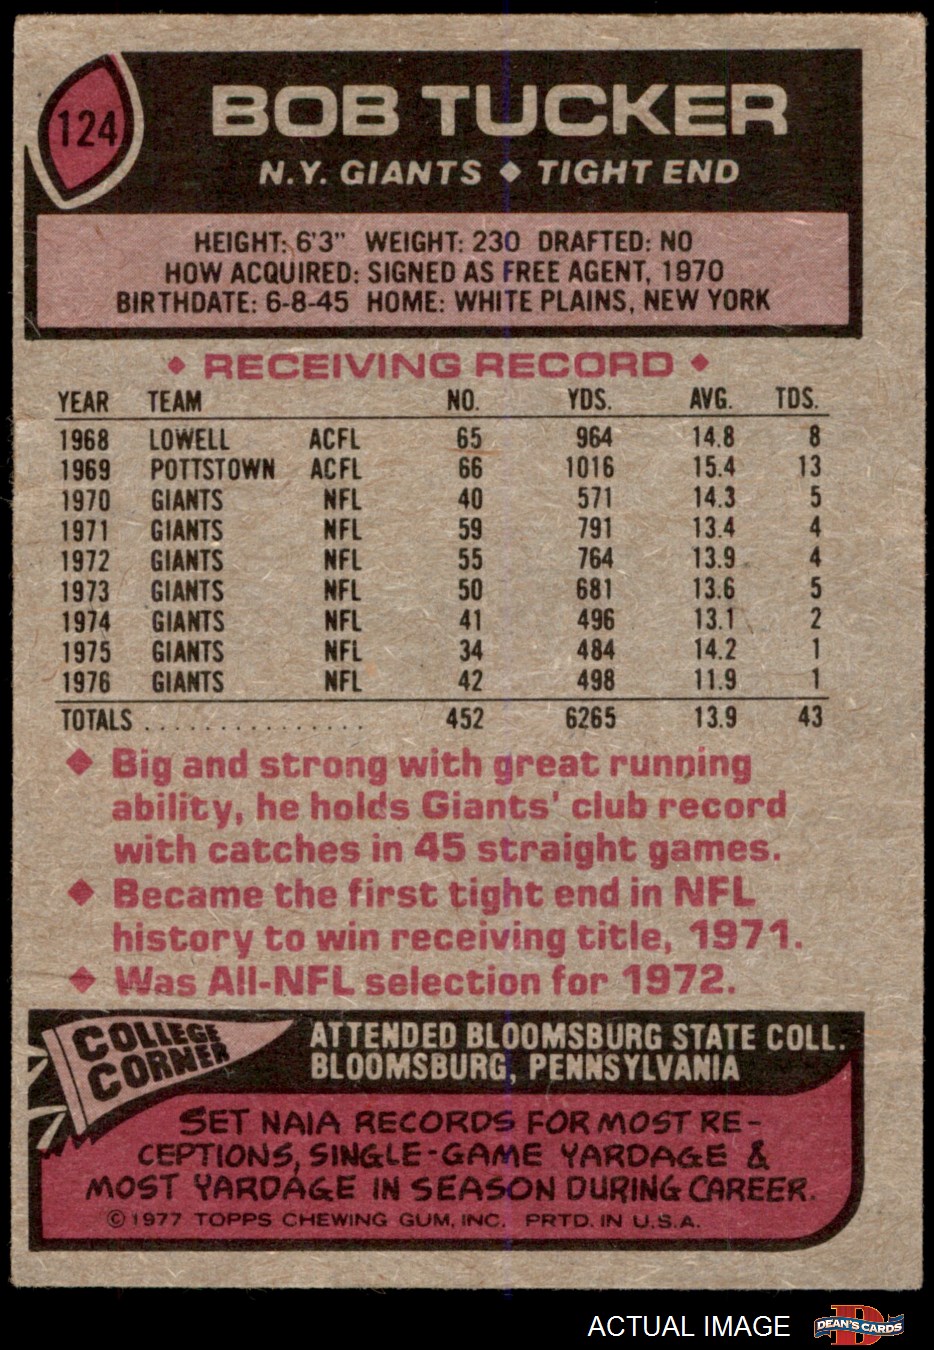 124
BOB TUCKER
N.Y. GIANTS ♦ TIGHT END
HEIGHT: 6'3" WEIGHT: 230 DRAFTED: NO
HOW ACQUIRED: SIGNED AS FREE AGENT, 1970
BIRTHDATE: 6-8-45 HOME: WHITE PLAINS, NEW YORK
♦ RECEIVING RECORD ♦
YEAR TEAM NO. YDS. AVG. TDS.
1968 LOWELL ACFL 65 964 14.8 8
1969 POTTSTOWN ACFL 66 1016 15.4 13
1970 GIANTS NFL 40 571 14.3 5
1971 GIANTS NFL 59 791 13.4 4
1972 GIANTS NFL 55 764 13.9 4
1973 GIANTS NFL 50 681 13.6 5
1974 GIANTS NFL 41 496 13.1 2
1975 GIANTS NFL 34 484 14.2 1
1976 GIANTS NFL 42 498 11.9 1
TOTALS . . . . . . . . . . . . . . . 452 6265 13.9 43
♦ Big and strong with great running
ability, he holds Giants' club record
with catches in 45 straight games.
♦ Became the first tight end in NFL
history to win receiving title, 1971.
♦ Was All-NFL selection for 1972.
COLLEGE
CORNER
ATTENDED BLOOMSBURG STATE COLL.
BLOOMSBURG, PENNSYLVANIA
SET NAIA RECORDS FOR MOST RE-
CEPTIONS, SINGLE-GAME YARDAGE &
MOST YARDAGE IN SEASON DURING CAREER.
© 1977 TOPPS CHEWING GUM, INC. PRTD. IN U.S.A.
ACTUAL IMAGE
D
DEAN'S CARDS